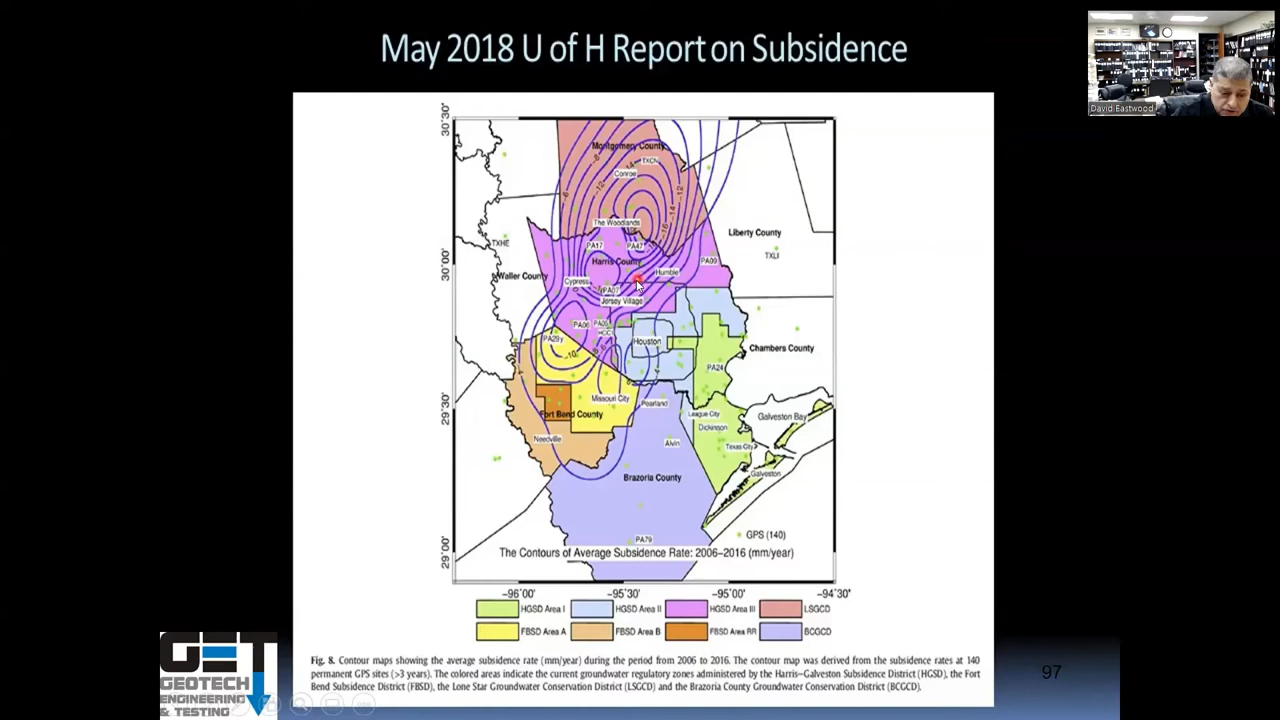 May 2018 U of H Report on Subsidence
David Eastwood
30°30'
30°00'
29°30'
29°00'
Montgomery County
TXCN
Conroe
The Woodlands
Liberty County
TXHE
PA17
PA47
TXLI
Harris County
PA09
Waller County
Humble
Cypress
PA07
Jersey Village
PA06
Houston
Chambers County
PA29
-10
PA24
Missouri City
Pearland
Fort Bend County
League City
Galveston Bay
Dickinson
Needville
Alvin
Texas City
Galveston
Brazoria County
GPS (140)
PA79
The Contours of Average Subsidence Rate: 2006–2016 (mm/year)
−96°00' −95°30' −95°00' −94°30'
HGSD Area I HGSD Area II HGSD Area III LSGCD
FBSD Area A FBSD Area B FBSD Area RR BCGCD
Fig. 8. Contour maps showing the average subsidence rate (mm/year) during the period from 2006 to 2016. The contour map was derived from the subsidence rates at 140
permanent GPS sites (>3 years). The colored areas indicate the current groundwater regulatory zones administered by the Harris–Galveston Subsidence District (HGSD), the Fort
Bend Subsidence District (FBSD), the Lone Star Groundwater Conservation District (LSGCD) and the Brazoria County Groundwater Conservation District (BCGCD).
97
GET
GEOTECH
ENGINEERING
& TESTING